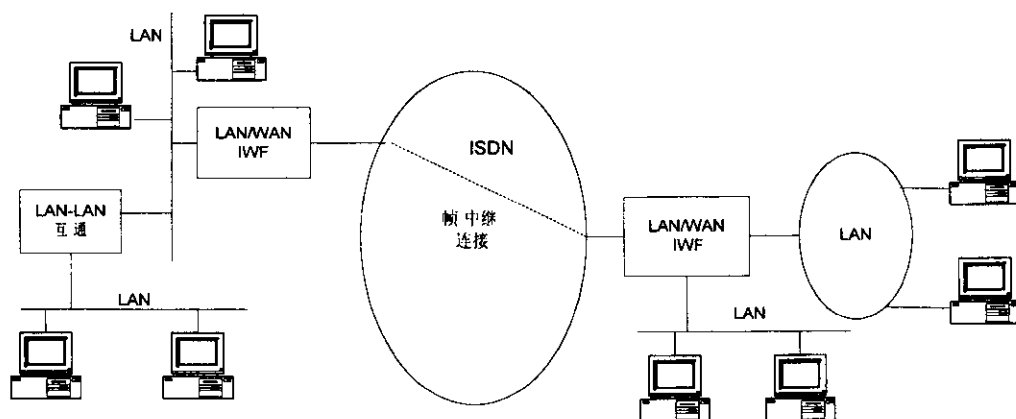 LAN
LAN/WAN
IWF
ISDN
LAN-LAN
互通
帧中继
连接
LAN/WAN
IWF
LAN
LAN
LAN